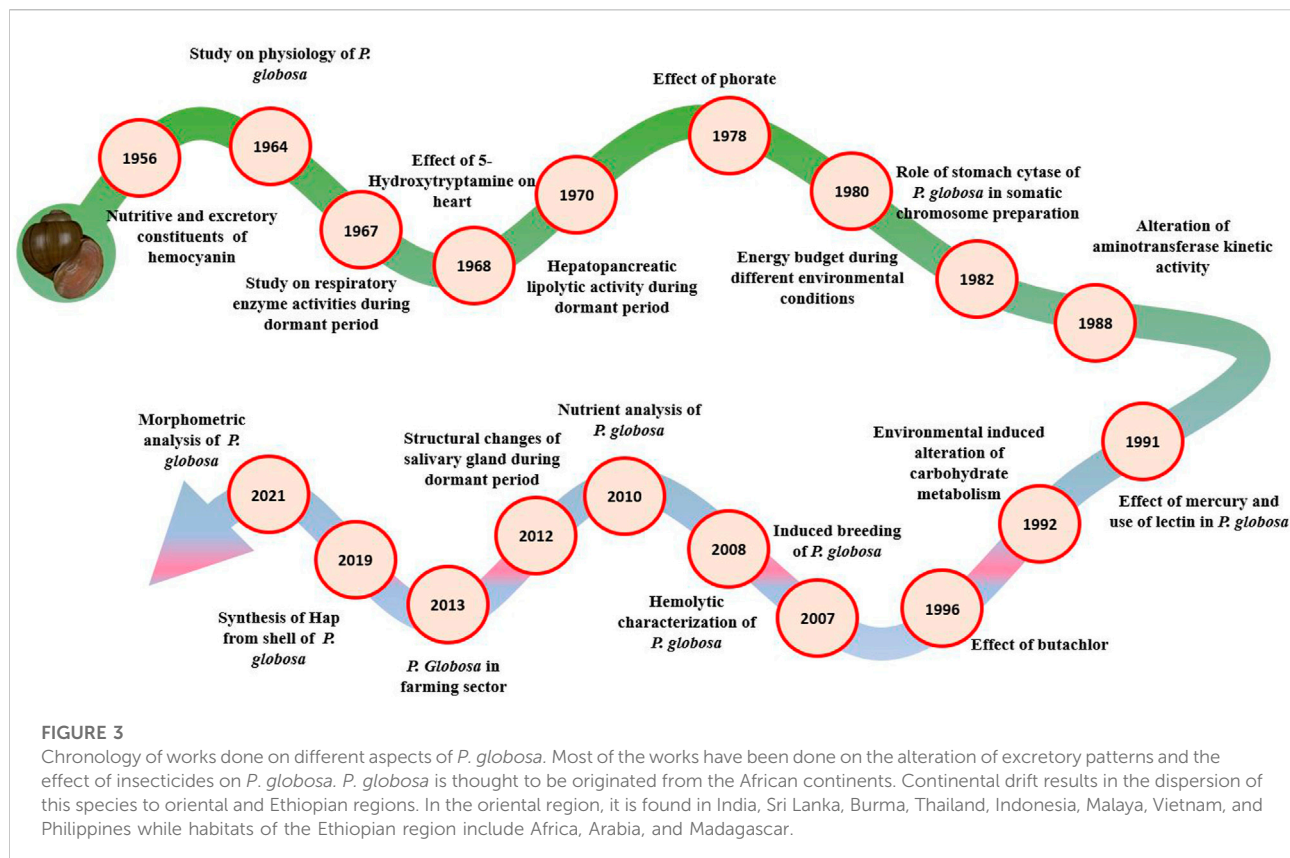 Study on physiology of P.
globosa
1956
1964
Nutritive and excretory
constituents of
hemocyanin
1967
Study on respiratory
enzyme activities during
dormant period
Effect of 5-
Hydroxytryptamine on
heart
1968
1970
Hepatopancreatic
lipolytic activity during
dormant period
Effect of phorate
1978
1980
Energy budget during
different environmental
conditions
Role of stomach cytase of
P. globosa in somatic
chromosome preparation
1982
Alteration of
aminotransferase kinetic
activity
1988
1991
Effect of mercury and
use of lectin in P. globosa
Environmental induced
alteration of
carbohydrate
metabolism
1992
1996
Effect of butachlor
Induced breeding
of P. globosa
2007
2008
Hemolytic
characterization of
P. globosa
Nutrient analysis of
P. globosa
2010
Structural changes of
salivary gland during
dormant period
2012
2013
P. Globosa in
farming sector
2019
Synthesis of Hap
from shell of P.
globosa
Morphometric
analysis of P.
globosa
2021
FIGURE 3
Chronology of works done on different aspects of P. globosa. Most of the works have been done on the alteration of excretory patterns and the
effect of insecticides on P. globosa. P. globosa is thought to be originated from the African continents. Continental drift results in the dispersion of
this species to oriental and Ethiopian regions. In the oriental region, it is found in India, Sri Lanka, Burma, Thailand, Indonesia, Malaya, Vietnam, and
Philippines while habitats of the Ethiopian region include Africa, Arabia, and Madagascar.